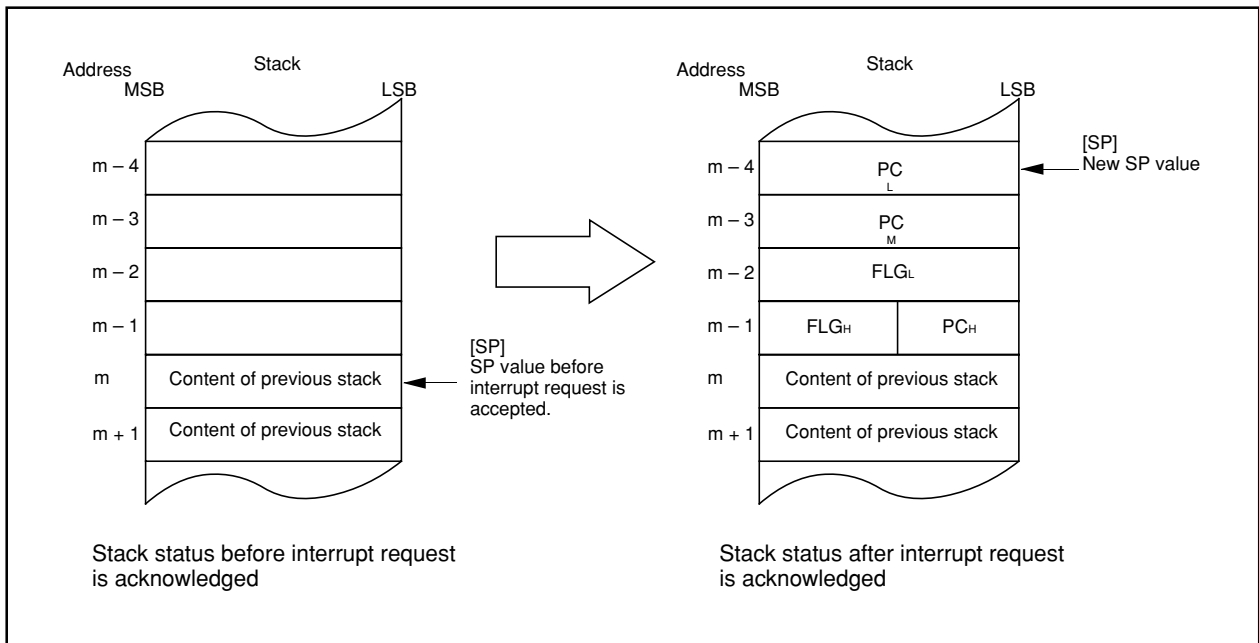 Address
Stack
MSB
LSB
m – 4
m – 3
m – 2
m – 1
m
Content of previous stack
m + 1
Content of previous stack
[SP]
SP value before
interrupt request is
accepted.
Stack status before interrupt request
is acknowledged
Address
Stack
MSB
LSB
m – 4
PC
L
m – 3
PC
M
m – 2
FLGL
m – 1
FLGH
PCH
m
Content of previous stack
m + 1
Content of previous stack
[SP]
New SP value
Stack status after interrupt request
is acknowledged